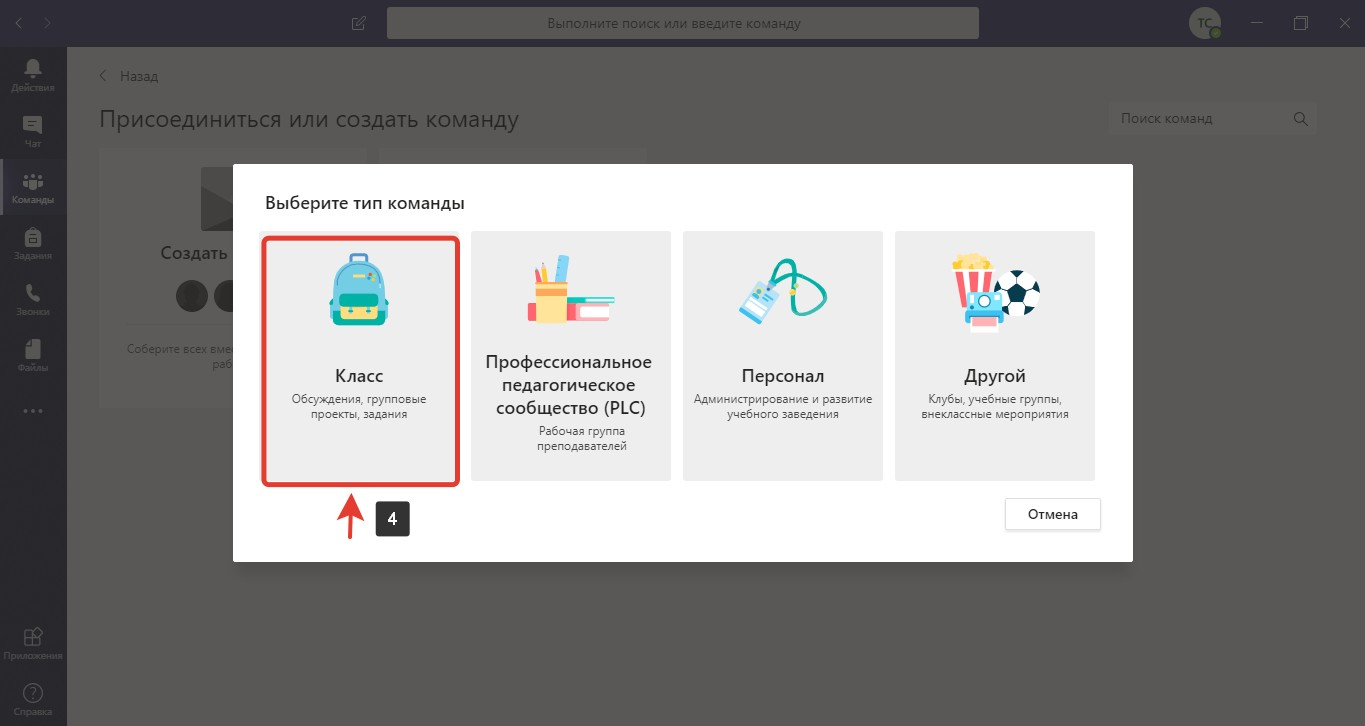 Выполните поиск или введите команду
TC
Действия
Чат
Команды
Задания
Звонки
Файлы
Приложения
Справка
Назад
Присоединиться или создать команду
Поиск команд
Создать
Соберите всех вме
раб
Выберите тип команды
Класс
Обсуждения, групповые
проекты, задания
Профессиональное
педагогическое
сообщество (PLC)
Рабочая группа
преподавателей
Персонал
Администрирование и развитие
учебного заведения
Другой
Клубы, учебные группы,
внеклассные мероприятия
4
Отмена